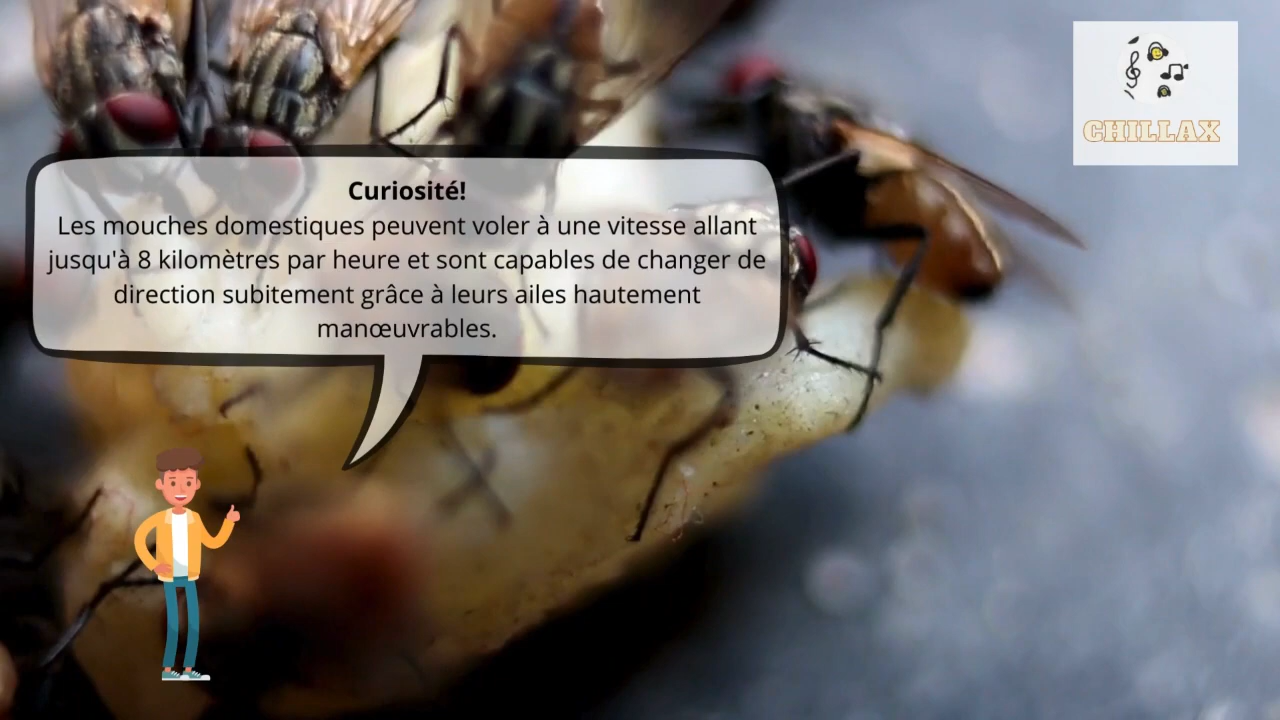 CHILLAX
Curiosité!
Les mouches domestiques peuvent voler à une vitesse allant
jusqu'à 8 kilomètres par heure et sont capables de changer de
direction subitement grâce à leurs ailes hautement
manœuvrables.